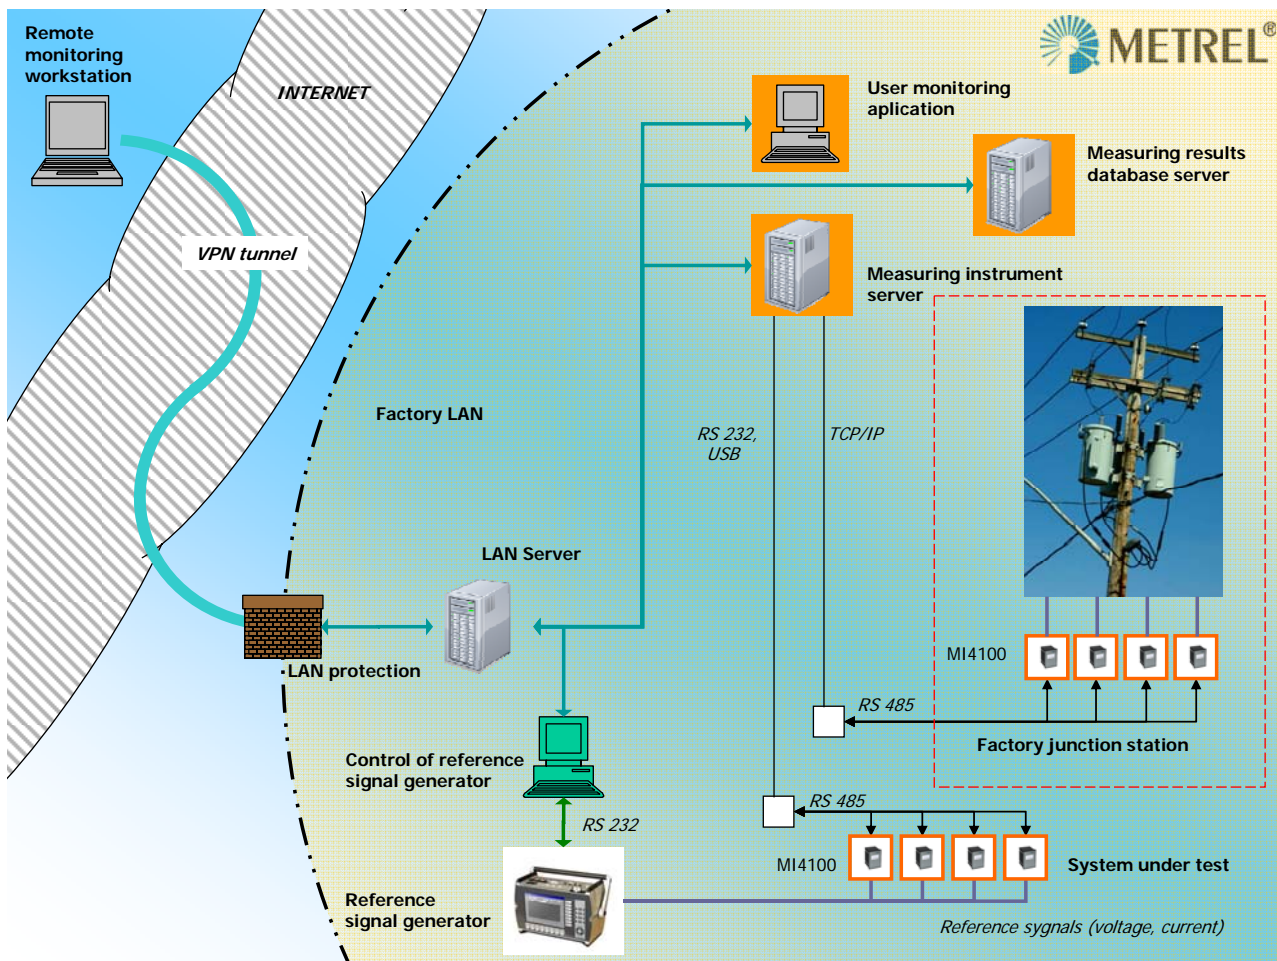 Remote
monitoring
workstation
INTERNET
METREL®
User monitoring
aplication
Measuring results
database server
VPN tunnel
Measuring instrument
server
Factory LAN
RS 232,
USB
TCP/IP
LAN Server
LAN protection
MI4100
RS 485
Factory junction station
Control of reference
signal generator
RS 485
RS 232
MI4100
System under test
Reference
signal generator
Reference sygnals (voltage, current)